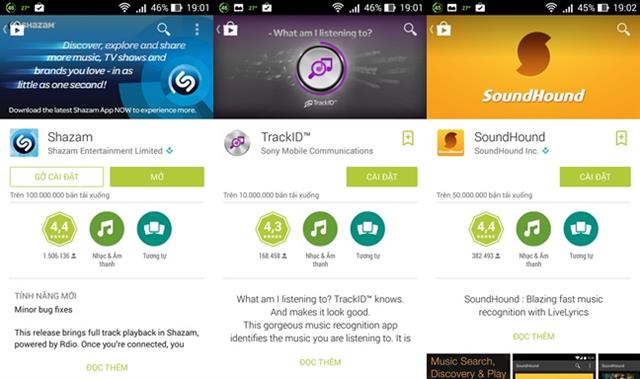 45 27° 46% 19:01
SHAZAM
Discover, explore and share
more music, TV shows and
brands you love - in as
little as one second!
Download the latest Shazam App NOW to experience more.
Shazam
Shazam Entertainment Limited
GỠ CÀI ĐẶT MỞ
Trên 100.000.000 bản tải xuống
4,4
1.506.136 Nhạc & Âm Tương tự
thanh
TÍNH NĂNG MỚI
Minor bug fixes
This release brings full track playback in Shazam,
powered by Rdio. Once you're connected, you
ĐỌC THÊM
45 27° 46% 19:01
- What am I listening to?
TrackID™
TrackID™
Sony Mobile Communications
CÀI ĐẶT
Trên 10.000.000 bản tải xuống
4,3
168.458 Nhạc & Âm Tương tự
thanh
What am I listening to? TrackID™ knows.
And makes it look good.
This gorgeous music recognition app
identifies the music you are listening to. It is
ĐỌC THÊM
45 27° 45% 19:02
SoundHound
SoundHound
SoundHound Inc.
CÀI ĐẶT
Trên 50.000.000 bản tải xuống
4,4
382.493 Nhạc & Âm Tương tự
thanh
SoundHound : Blazing fast music
recognition with LiveLyrics
ĐỌC THÊM
Music Search,
Discovery & Play
SoundHound